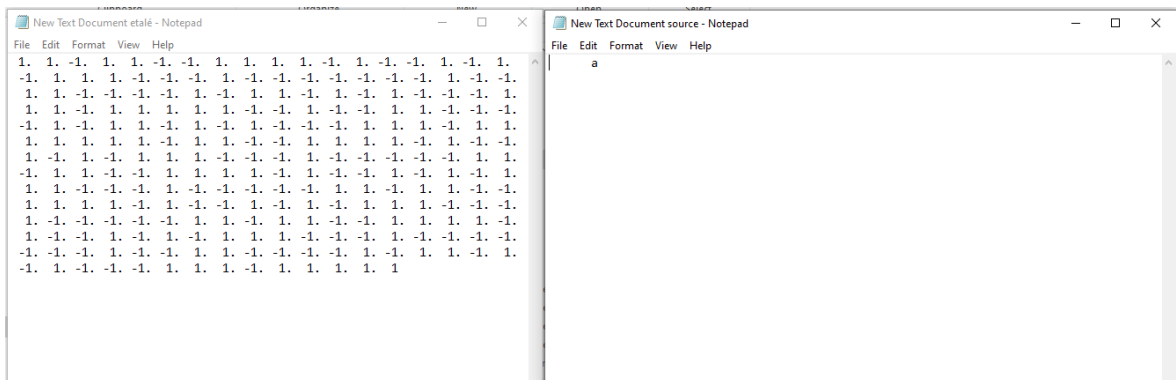 Clipboard Organize New Open Select
New Text Document etalé - Notepad
File Edit Format View Help
1. 1. -1. 1. 1. -1. -1. 1. 1. 1. 1. -1. 1. -1. -1. 1. -1. 1.
-1. 1. 1. 1. -1. -1. -1. 1. -1. 1. -1. -1. -1. -1. -1. 1. -1. -1.
1. 1. -1. 1. -1. 1. -1. 1. 1. -1. 1. -1. -1. 1. 1. -1. 1. -1.
1. 1. -1. 1. 1. 1. 1. -1. -1. -1. -1. -1. -1. 1. 1. -1. -1. -1.
-1. 1. -1. 1. -1. 1. -1. 1. -1. 1. 1. -1. -1. 1. -1. -1. 1. 1.
1. 1. 1. 1. -1. 1. 1. -1. -1. -1. 1. 1. 1. 1. -1. 1. -1. -1.
1. -1. 1. -1. 1. 1. 1. -1. -1. -1. 1. -1. 1. 1. 1. -1. 1. 1.
-1. 1. 1. -1. 1. 1. 1. -1. 1. -1. 1. -1. 1. -1. 1. 1. -1. 1.
1. 1. -1. -1. -1. 1. -1. -1. -1. 1. -1. 1. -1. 1. 1. 1. -1. -1.
1. 1. 1. -1. -1. 1. 1. 1. -1. -1. 1. 1. 1. 1. -1. 1. -1. -1.
1. -1. -1. -1. -1. -1. 1. 1. -1. 1. -1. -1. 1. -1. 1. 1. 1. -1.
1. -1. -1. 1. -1. 1. -1. 1. 1. -1. -1. 1. 1. -1. -1. -1. -1. -1.
-1. -1. -1. 1. -1. 1. -1. -1. 1. -1. -1. -1. 1. -1. 1. 1. -1. 1.
-1. 1. -1. -1. -1. 1. 1. 1. -1. 1. 1. 1. 1. 1
New Text Document source - Notepad
File Edit Format View Help
a